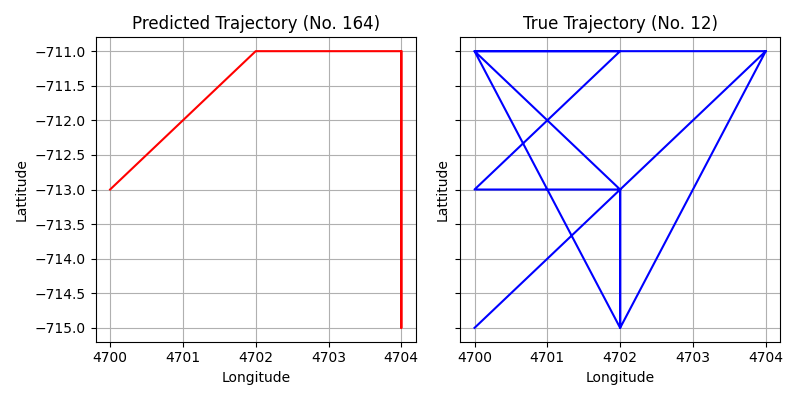 Predicted Trajectory (No. 164)
True Trajectory (No. 12)
Lattitude
−711.0
−711.5
−712.0
−712.5
−713.0
−713.5
−714.0
−714.5
−715.0
4700 4701 4702 4703 4704
Longitude
Lattitude
4700 4701 4702 4703 4704
Longitude